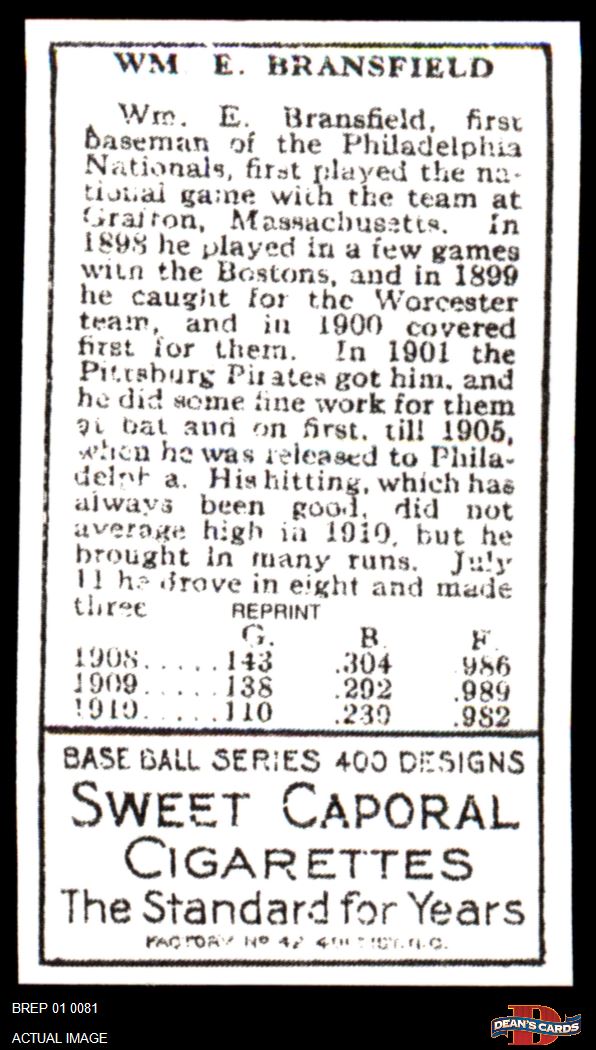 WM E. BRANSFIELD
Wm. E. Bransfield, first
baseman of the Philadelphia
Nationals, first played the na-
tional game with the team at
Grafton, Massachusetts. In
1898 he played in a few games
with the Bostons, and in 1899
he caught for the Worcester
team, and in 1900 covered
first for them. In 1901 the
Pittsburg Pirates got him, and
he did some fine work for them
at bat and on first, till 1905,
when he was released to Phila-
delphia. His hitting, which has
always been good, did not
average high in 1910, but he
brought in many runs. July
11 he drove in eight and made
three
REPRINT
G. B. F.
1908.....143 .304 .986
1909.....138 .292 .989
1910.....110 .239 .982
BASE BALL SERIES 400 DESIGNS
SWEET CAPORAL
CIGARETTES
The Standard for Years
FACTORY No 42 N.C.
BREP 01 0081
ACTUAL IMAGE
D
DEAN'S CARDS